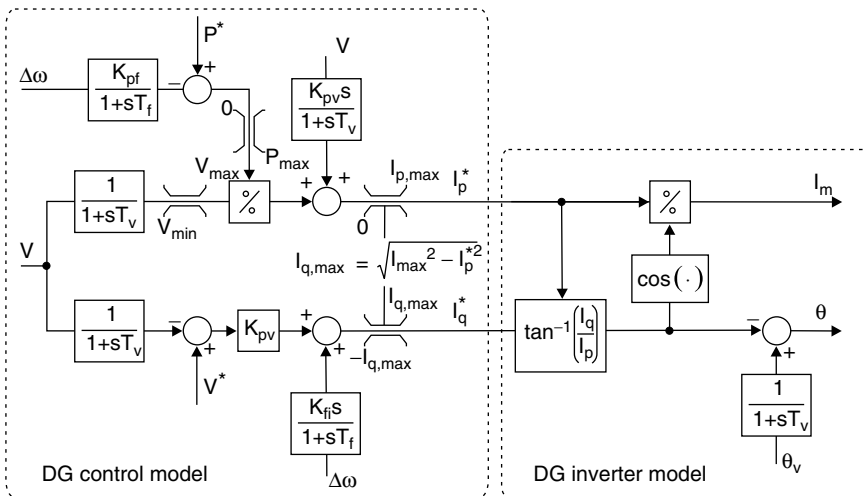 P*
V
Δω
K_pf
1+sT_f
−
+
0
P_max
K_pv s
1+sT_v
1
1+sT_v
V_max
V_min
%
+
+
I_p,max
I_p*
0
%
I_m
V
I_q,max = √I_max² − I_p*²
cos(·)
I_q,max
I_q*
1
1+sT_v
−
+
K_pv
+
+
−I_q,max
tan⁻¹(I_q/I_p)
−
+
θ
V*
K_fi s
1+sT_f
1
1+sT_v
DG control model
Δω
DG inverter model
θ_v